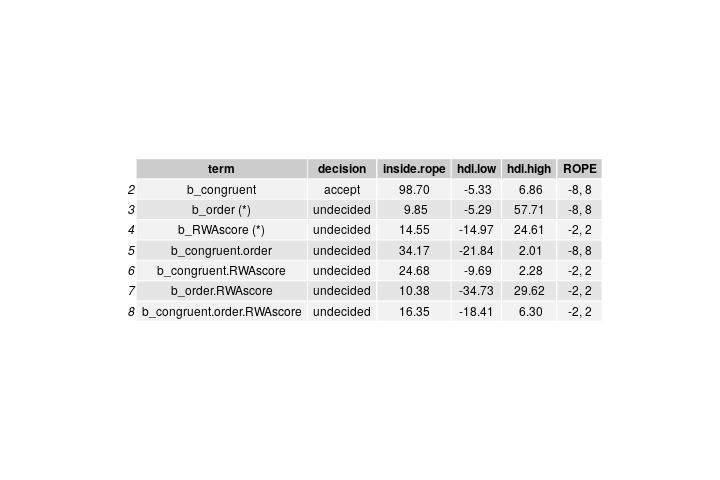 term decision inside.rope hdi.low hdi.high ROPE
2 b_congruent accept 98.70 -5.33 6.86 -8, 8
3 b_order (*) undecided 9.85 -5.29 57.71 -8, 8
4 b_RWAscore (*) undecided 14.55 -14.97 24.61 -2, 2
5 b_congruent.order undecided 34.17 -21.84 2.01 -8, 8
6 b_congruent.RWAscore undecided 24.68 -9.69 2.28 -2, 2
7 b_order.RWAscore undecided 10.38 -34.73 29.62 -2, 2
8 b_congruent.order.RWAscore undecided 16.35 -18.41 6.30 -2, 2